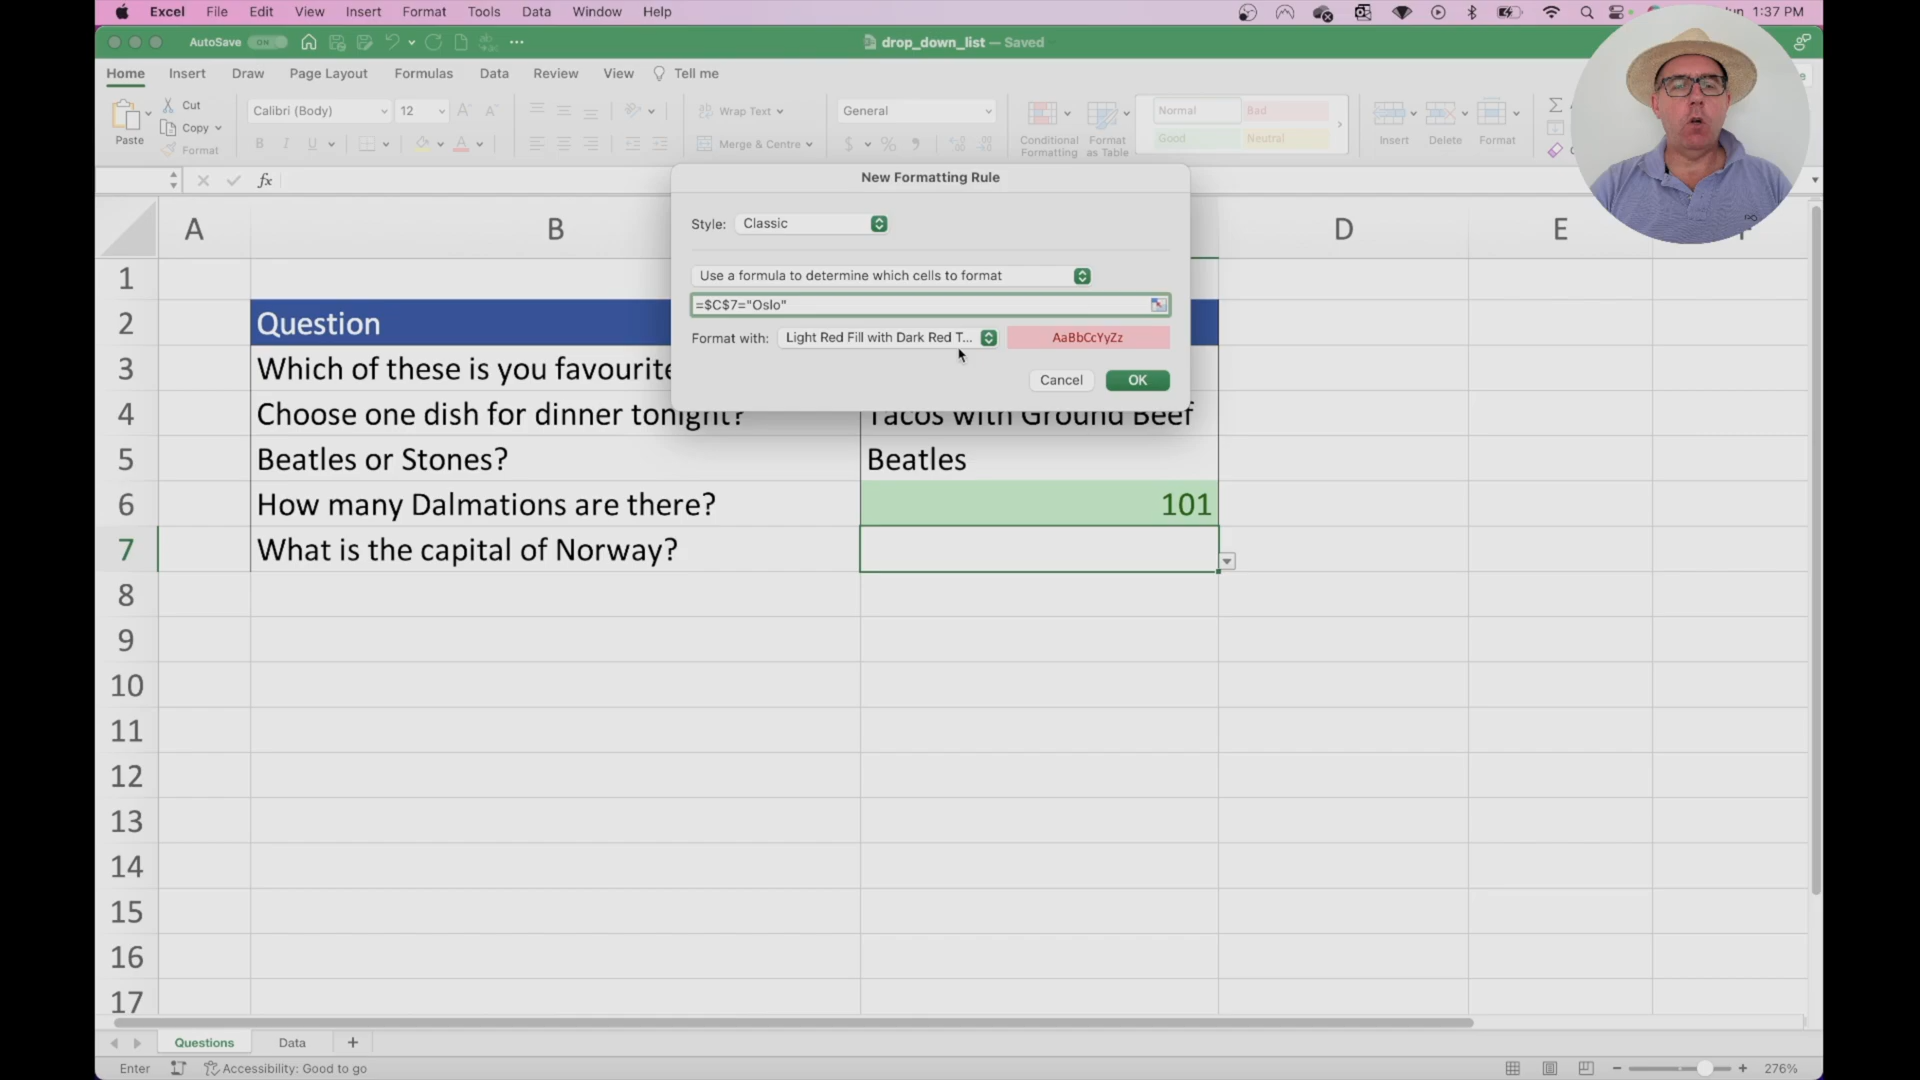 Excel File Edit View Insert Format Tools Data Window Help
1:37 PM
AutoSave ON
drop_down_list — Saved
Home Insert Draw Page Layout Formulas Data Review View Tell me
Paste
Cut
Copy
Format
Calibri (Body) 12
B I U
Wrap Text
Merge & Centre
General
$ %
Conditional Formatting
Format as Table
Normal Bad
Good Neutral
Insert Delete Format
fx
New Formatting Rule
Style: Classic
Use a formula to determine which cells to format
=$C$7="Oslo"
Format with: Light Red Fill with Dark Red T... AaBbCcYyZz
Cancel OK
A B D E
1
2 Question
3 Which of these is you favourite
4 Choose one dish for dinner tonight? Tacos with Ground Beef
5 Beatles or Stones? Beatles
6 How many Dalmations are there? 101
7 What is the capital of Norway?
8
9
10
11
12
13
14
15
16
17
Questions Data +
Enter Accessibility: Good to go 276%